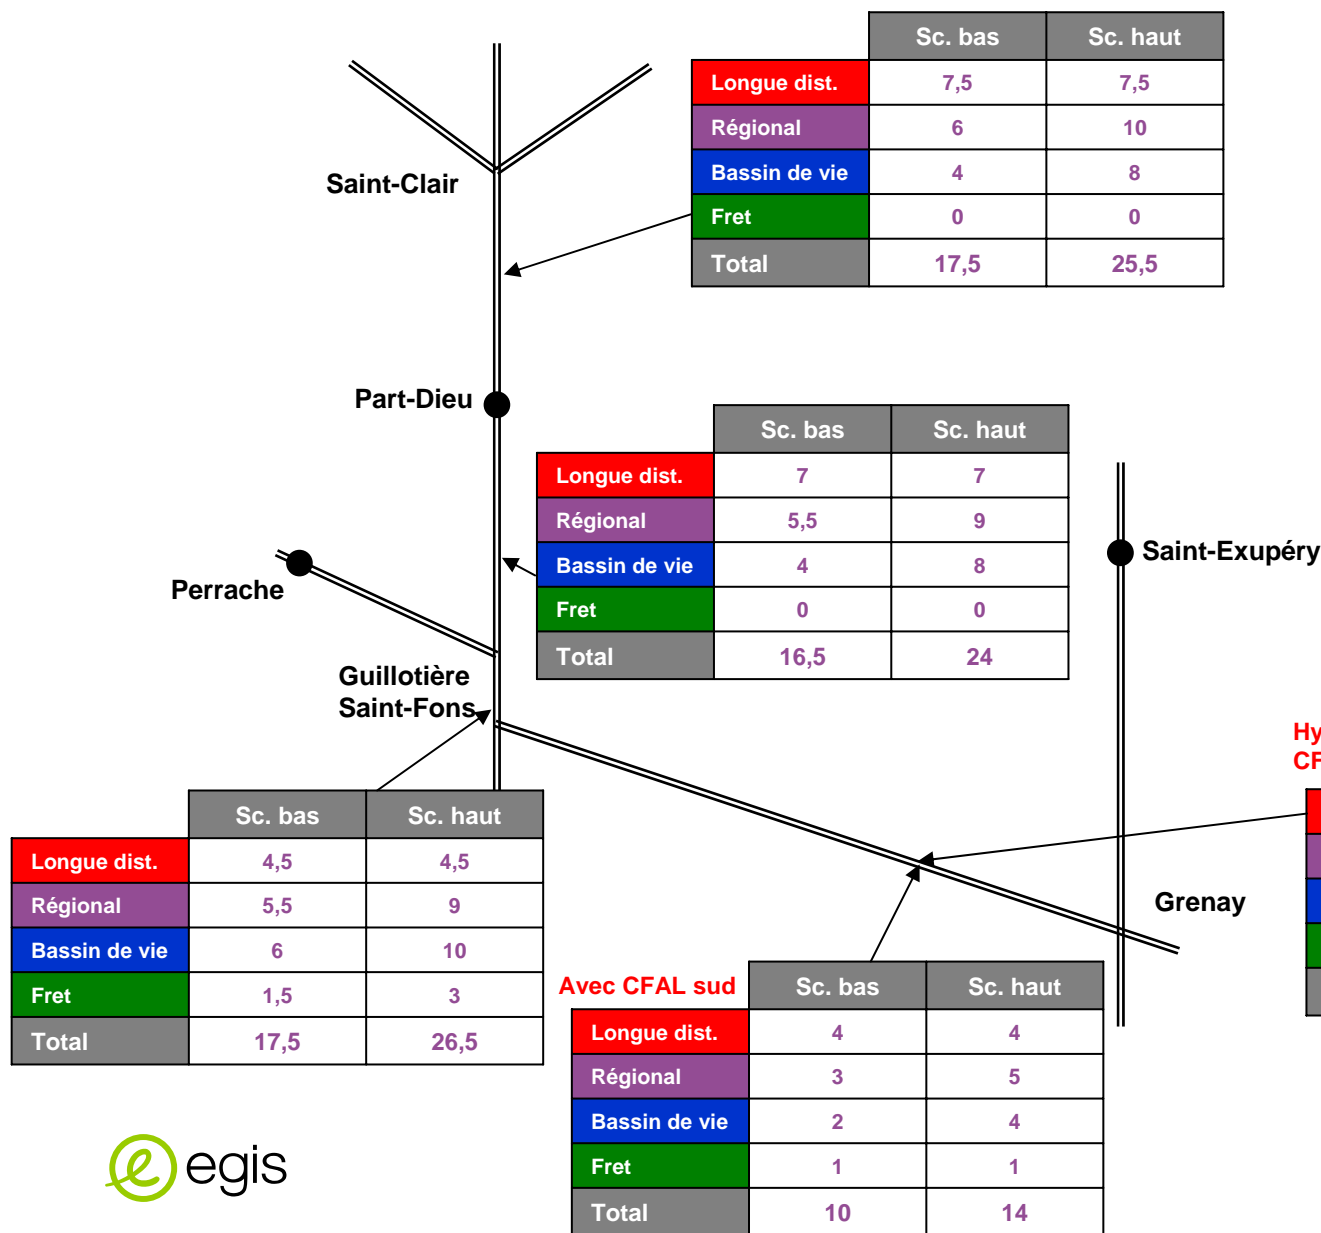 Sc. bas Sc. haut
Longue dist. 7,5 7,5
Régional 6 10
Bassin de vie 4 8
Fret 0 0
Total 17,5 25,5
Saint-Clair
Part-Dieu
Sc. bas Sc. haut
Longue dist. 7 7
Régional 5,5 9
Bassin de vie 4 8
Fret 0 0
Total 16,5 24
Saint-Exupéry
Perrache
Guillotière
Saint-Fons
Hy
CF
Sc. bas Sc. haut
Longue dist. 4,5 4,5
Régional 5,5 9
Bassin de vie 6 10
Fret 1,5 3
Total 17,5 26,5
Grenay
Avec CFAL sud Sc. bas Sc. haut
Longue dist. 4 4
Régional 3 5
Bassin de vie 2 4
Fret 1 1
Total 10 14
egis